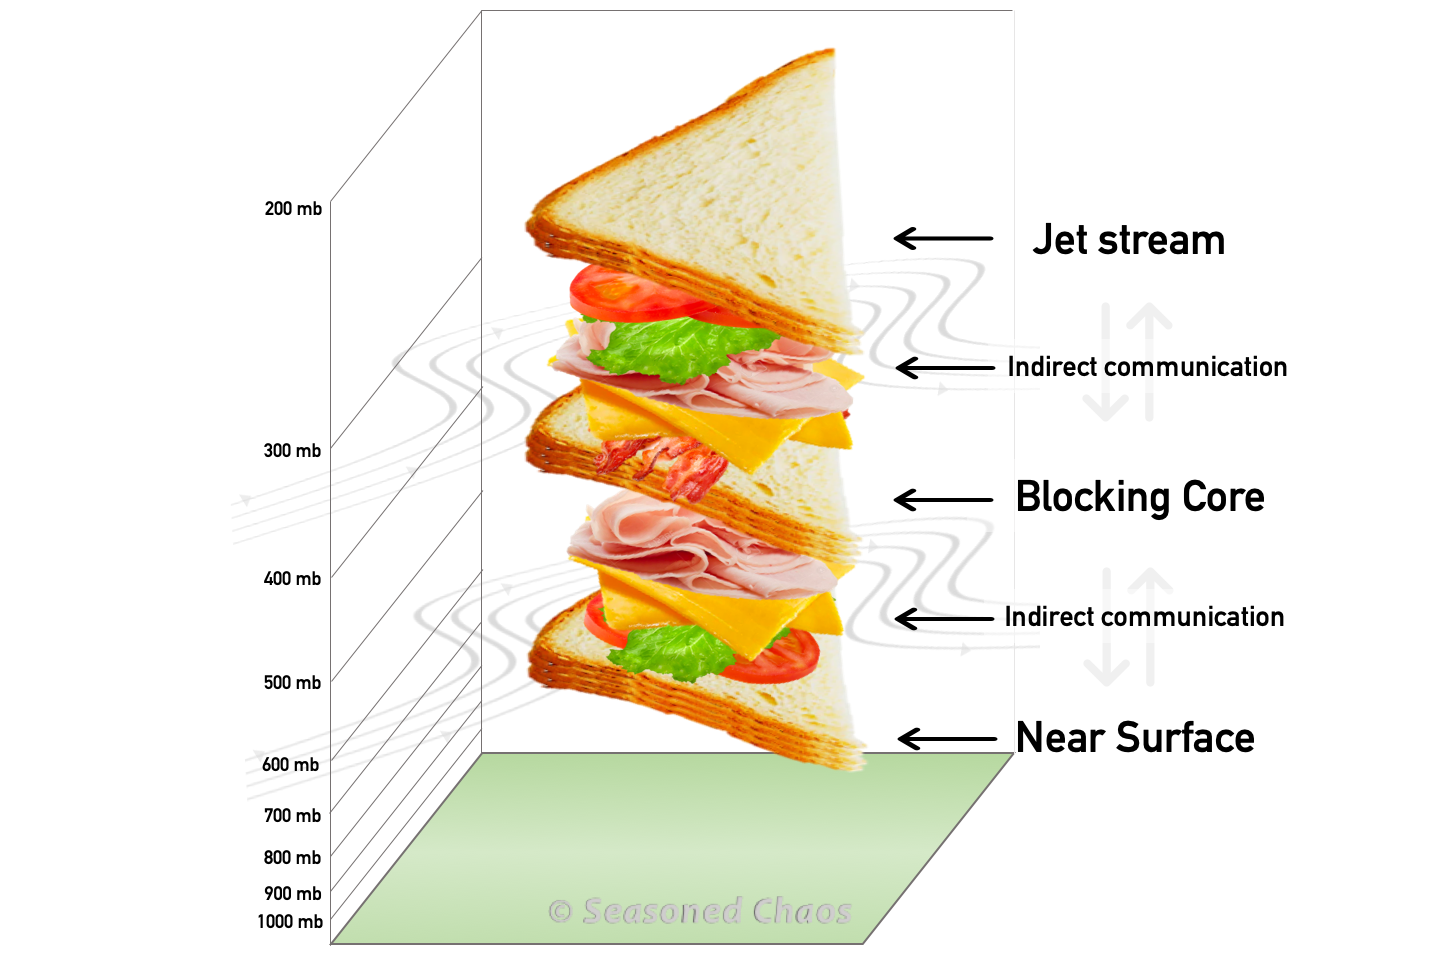 200 mb
300 mb
400 mb
500 mb
600 mb
700 mb
800 mb
900 mb
1000 mb
Jet stream
Indirect communication
Blocking Core
Indirect communication
Near Surface
© Seasoned Chaos